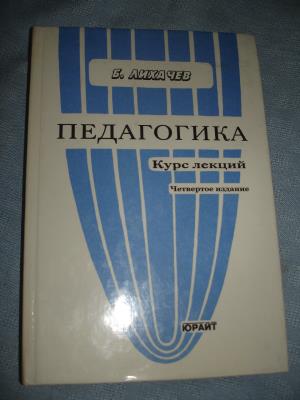 Б. ЛИХАЧЕВ
ПЕДАГОГИКА
Курс лекций
Четвертое издание
ЮРАЙТ